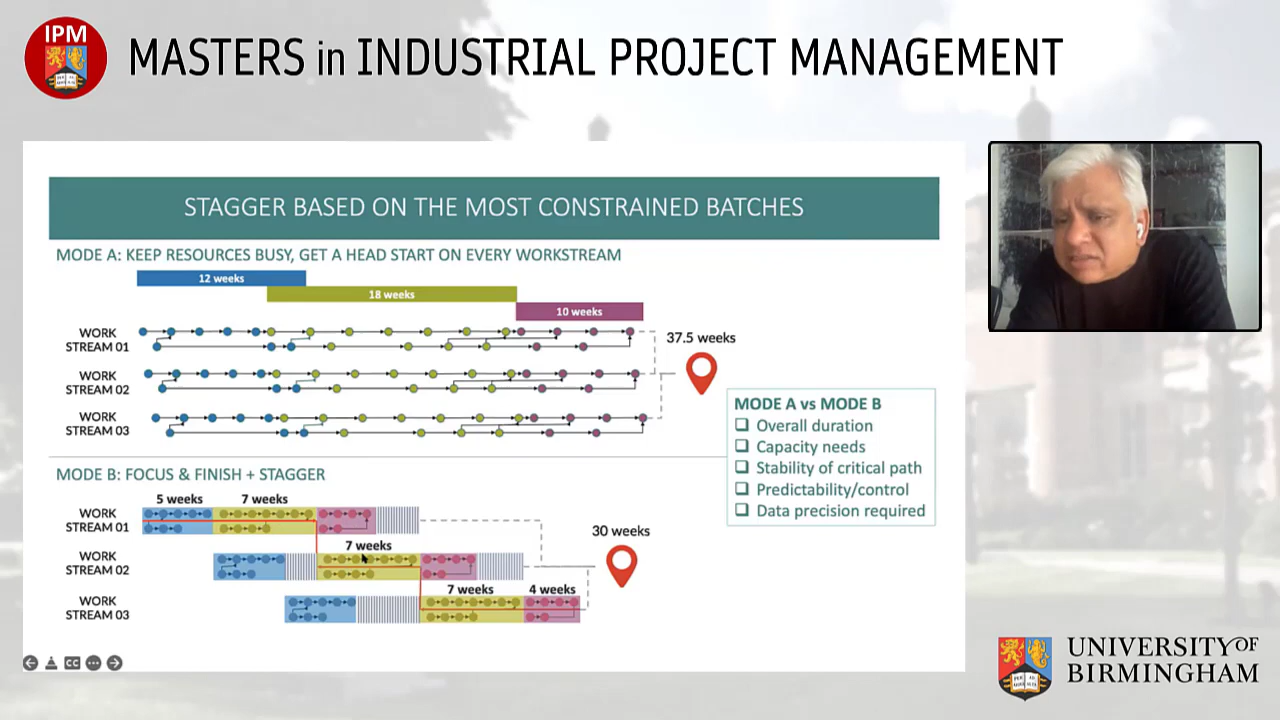 IPM
MASTERS in INDUSTRIAL PROJECT MANAGEMENT
STAGGER BASED ON THE MOST CONSTRAINED BATCHES
MODE A: KEEP RESOURCES BUSY, GET A HEAD START ON EVERY WORKSTREAM
12 weeks
18 weeks
10 weeks
WORK
STREAM 01
WORK
STREAM 02
WORK
STREAM 03
37.5 weeks
MODE A vs MODE B
Overall duration
Capacity needs
Stability of critical path
Predictability/control
Data precision required
MODE B: FOCUS & FINISH + STAGGER
5 weeks
7 weeks
WORK
STREAM 01
7 weeks
WORK
STREAM 02
7 weeks
4 weeks
WORK
STREAM 03
30 weeks
CC
UNIVERSITY OF
BIRMINGHAM